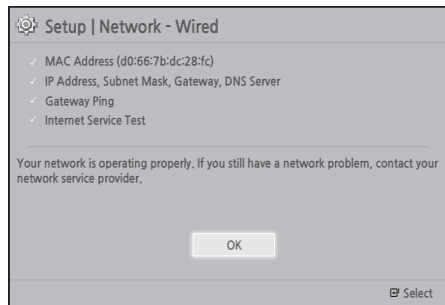 Setup | Network - Wired
MAC Address (d0:66:7b:dc:28:fc)
IP Address, Subnet Mask, Gateway, DNS Server
Gateway Ping
Internet Service Test
Your network is operating properly. If you still have a network problem, contact your
network service provider.
OK
Select